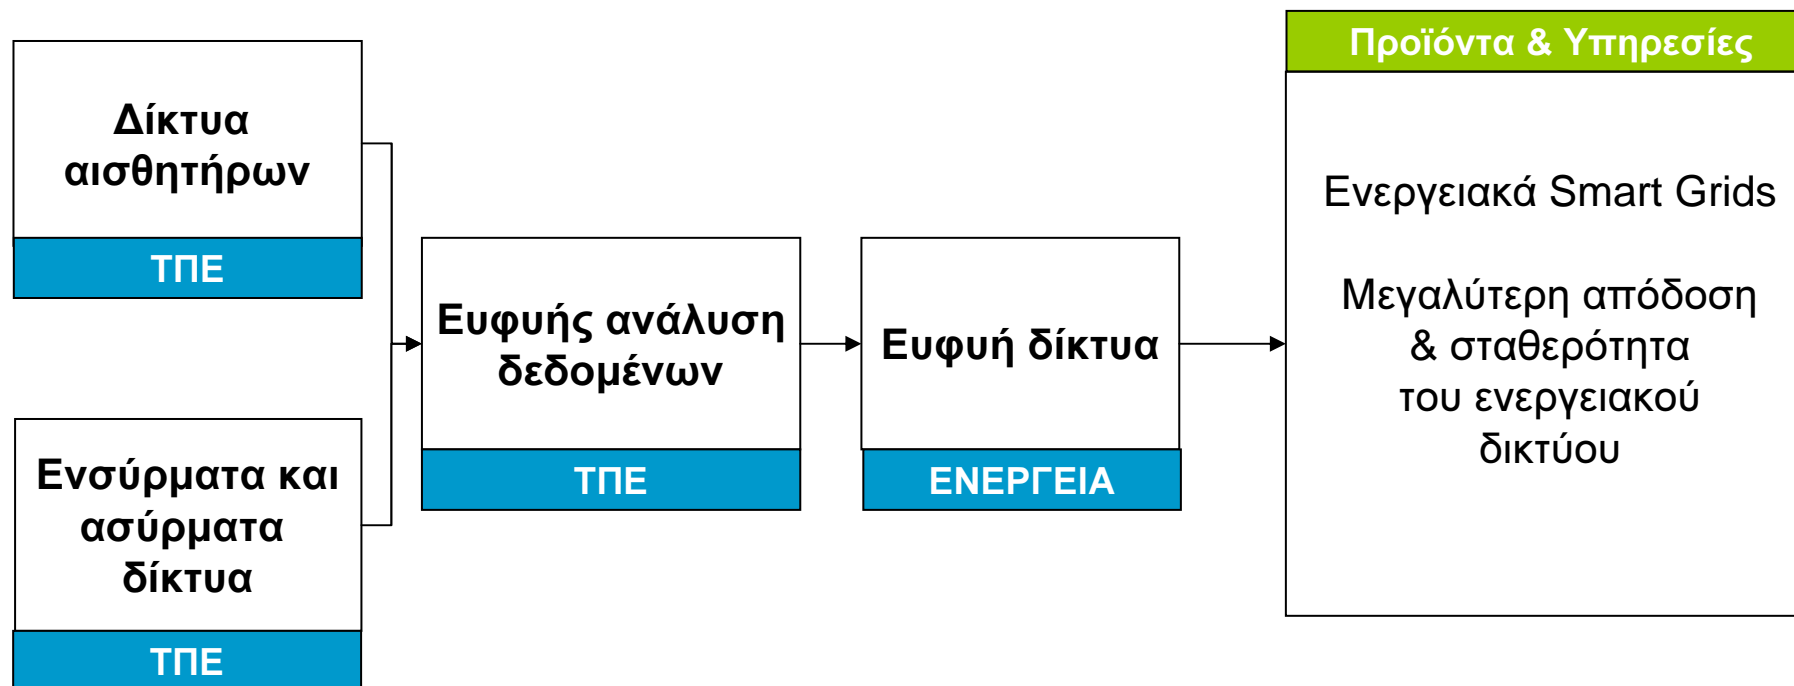 Δίκτυα
αισθητήρων
ΤΠΕ
Ενσύρματα και
ασύρματα
δίκτυα
ΤΠΕ
Ευφυής ανάλυση
δεδομένων
ΤΠΕ
Ευφυή δίκτυα
ΕΝΕΡΓΕΙΑ
Προϊόντα & Υπηρεσίες
Ενεργειακά Smart Grids
Μεγαλύτερη απόδοση
& σταθερότητα
του ενεργειακού
δικτύου